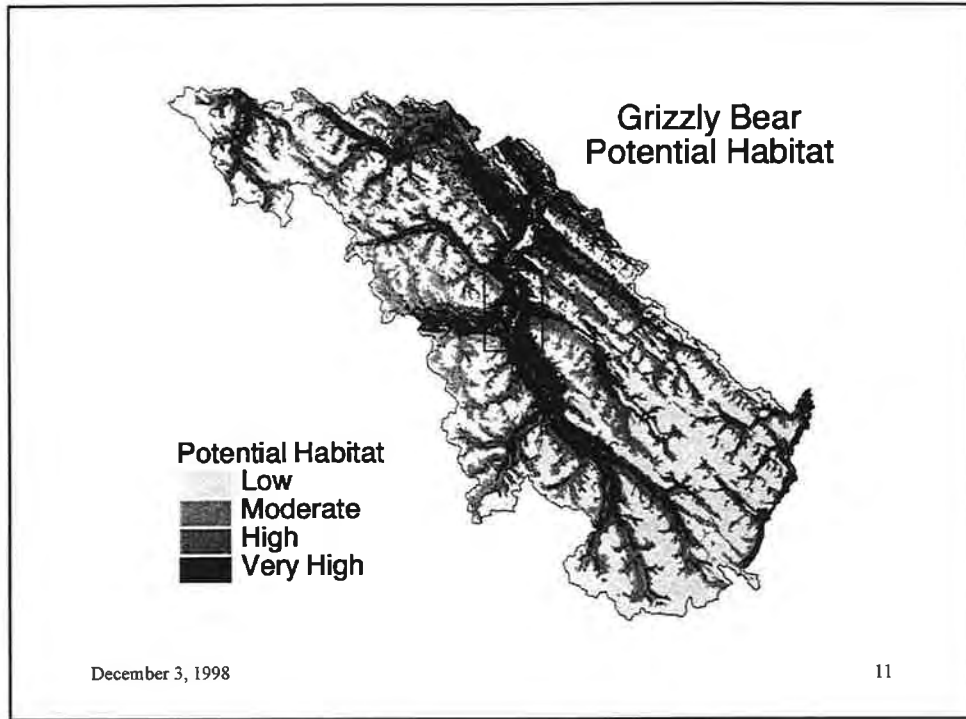 Grizzly Bear
Potential Habitat
Potential Habitat
Low
Moderate
High
Very High
December 3, 1998
11